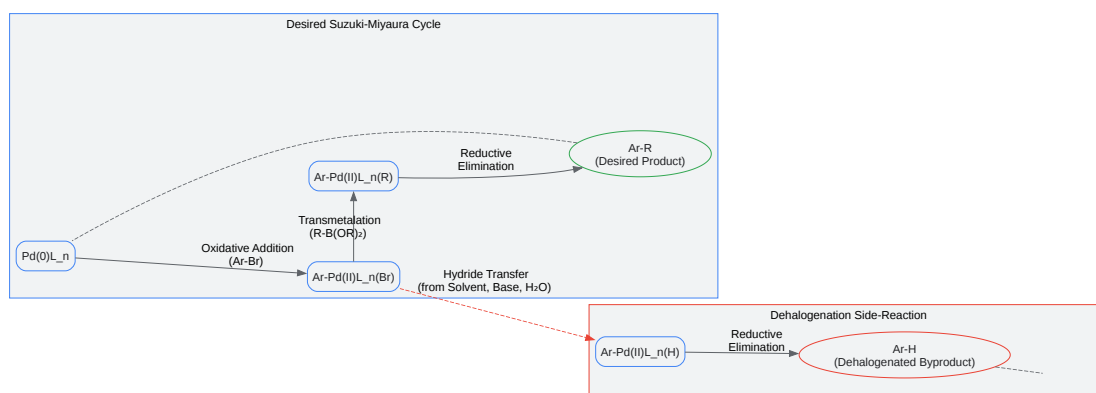 Desired Suzuki-Miyaura Cycle
Ar-R
(Desired Product)
Reductive
Elimination
Ar-Pd(II)L_n(R)
Transmetalation
(R-B(OR)₂)
Pd(0)L_n
Oxidative Addition
(Ar-Br)
Ar-Pd(II)L_n(Br)
Hydride Transfer
(from Solvent, Base, H₂O)
Dehalogenation Side-Reaction
Ar-Pd(II)L_n(H)
Reductive
Elimination
Ar-H
(Dehalogenated Byproduct)